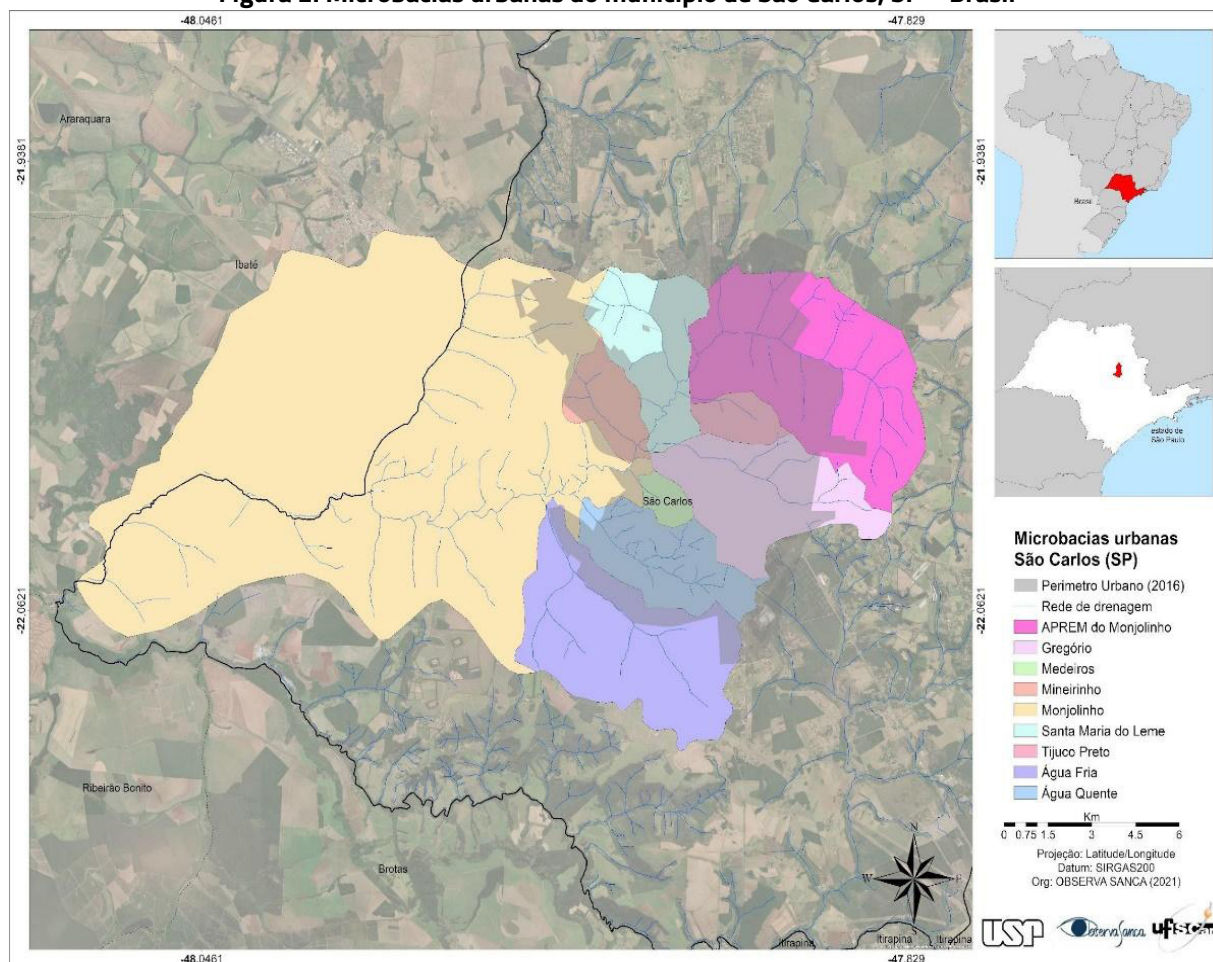 Figura 2. Microbacias urbanas do município de São Carlos, SP – Brasil
-48.0461
-47.829
Araraquara
-21.9381
-21.9381
Ibaté
Brasil
São Carlos
estado de
São Paulo
-22.0621
-22.0621
Ribeirão Bonito
Brotas
Itirapina
Itirapina
Itirapina
-48.0461
-47.829
Microbacias urbanas
São Carlos (SP)
Perimetro Urbano (2016)
Rede de drenagem
APREM do Monjolinho
Gregório
Medeiros
Mineirinho
Monjolinho
Santa Maria do Leme
Tijuco Preto
Água Fria
Água Quente
Km
0 0.75 1.5 3 4.5 6
Projeção: Latitude/Longitude
Datum: SIRGAS200
Org: OBSERVA SANCA (2021)
N
W
E
S
USP
ObservaSanca
ufscar